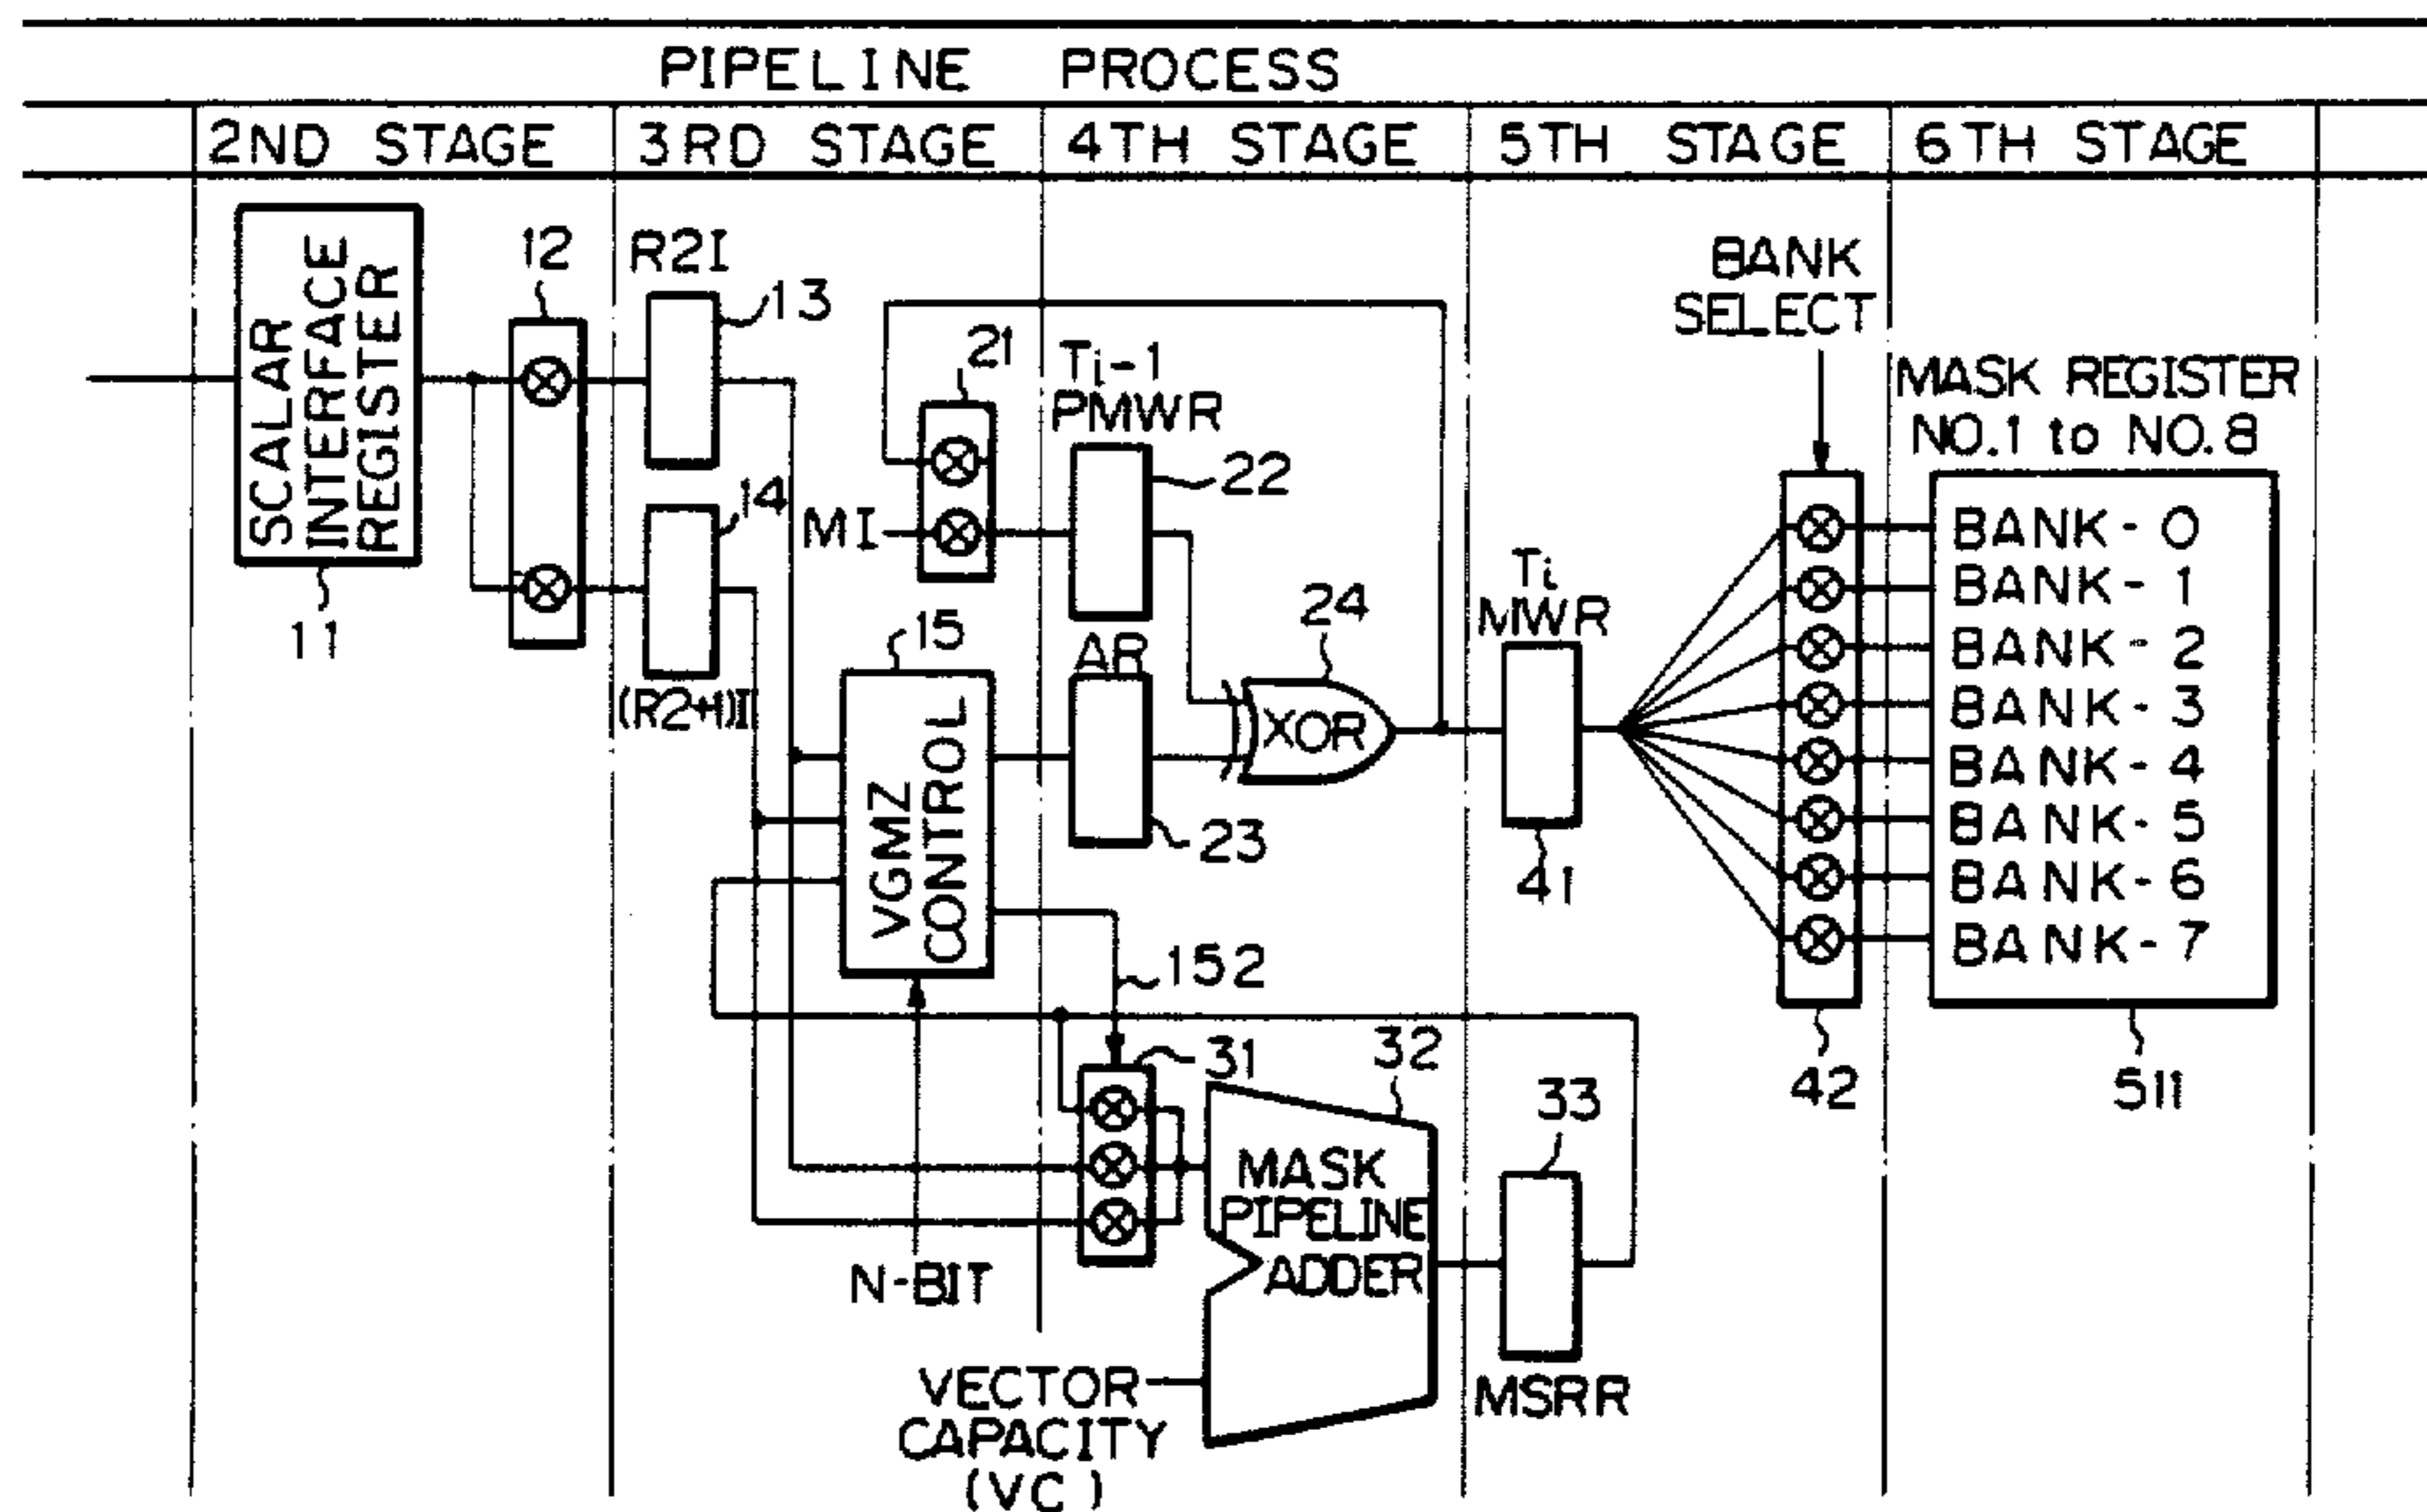 PIPELINE PROCESS
2ND STAGE
3RD STAGE
4TH STAGE
5TH STAGE
6TH STAGE
SCALAR
INTERFACE
REGISTER
11
12
R2I
13
14
(R2+1)I
15
VGMZ
CONTROL
N-BIT
152
21
MI
Ti-1
PMWR
22
AR
23
24
XOR
31
32
MASK
PIPELINE
ADDER
VECTOR
CAPACITY
(VC)
33
MSRR
Ti
MWR
41
BANK
SELECT
42
MASK REGISTER
NO.1 to NO.8
BANK-0
BANK-1
BANK-2
BANK-3
BANK-4
BANK-5
BANK-6
BANK-7
511